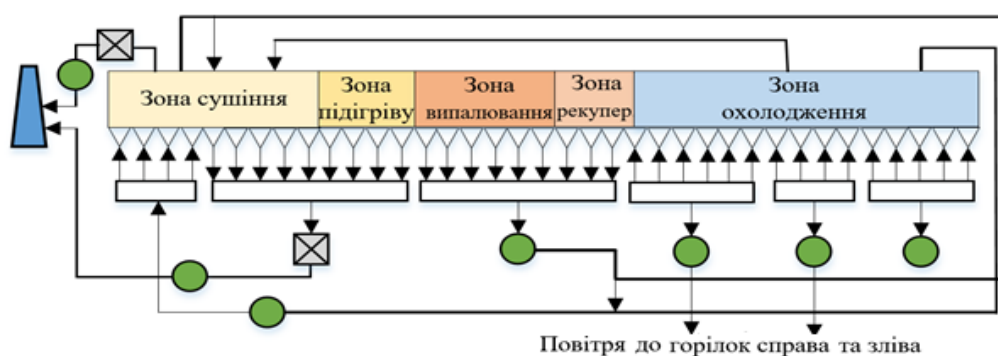 Зона сушіння
Зона
підігріву
Зона
випалювання
Зона
рекупер
Зона
охолодження
Повітря до горілок справа та зліва